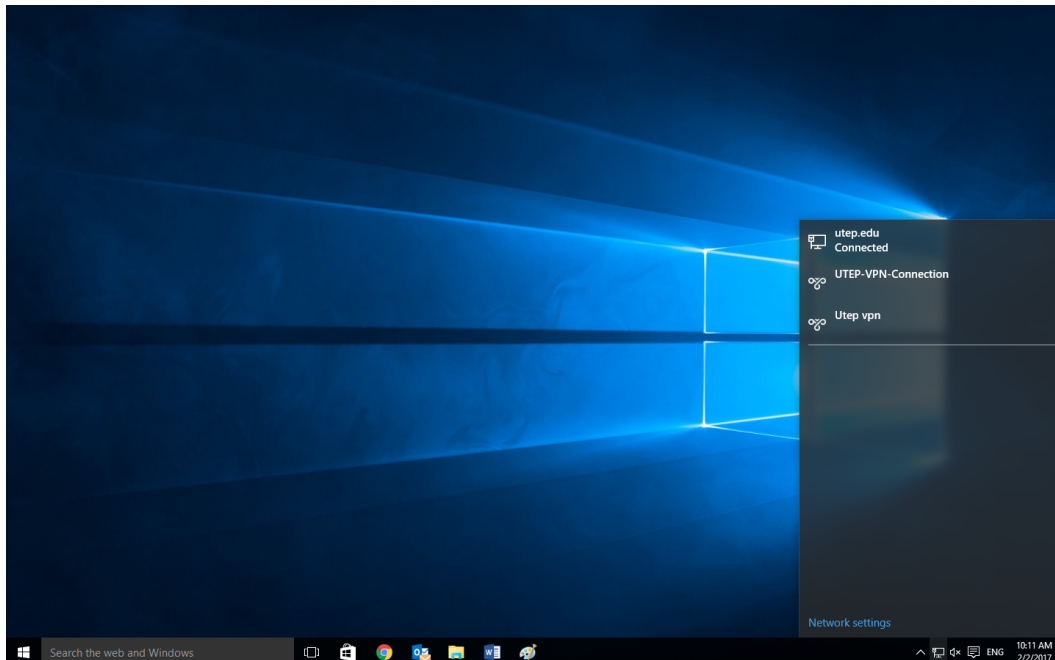 utep.edu
Connected
UTEP-VPN-Connection
Utep vpn
Network settings
Search the web and Windows
ENG
10:11 AM
2/2/2017